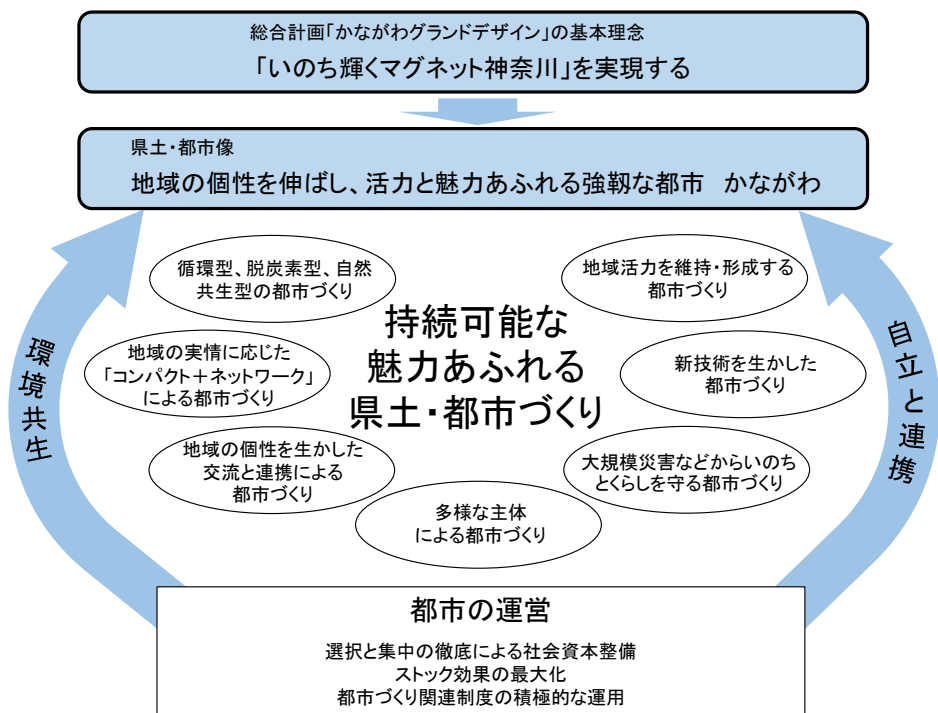 総合計画「かながわグランドデザイン」の基本理念
「いのち輝くマグネット神奈川」を実現する
県土・都市像
地域の個性を伸ばし、活力と魅力あふれる強靱な都市　かながわ
循環型、脱炭素型、自然
共生型の都市づくり
地域活力を維持・形成する
都市づくり
持続可能な
魅力あふれる
県土・都市づくり
環境共生
地域の実情に応じた
「コンパクト＋ネットワーク」
による都市づくり
新技術を生かした
都市づくり
自立と連携
地域の個性を生かした
交流と連携による
都市づくり
大規模災害などからいのち
とくらしを守る都市づくり
多様な主体
による都市づくり
都市の運営
選択と集中の徹底による社会資本整備
ストック効果の最大化
都市づくり関連制度の積極的な運用